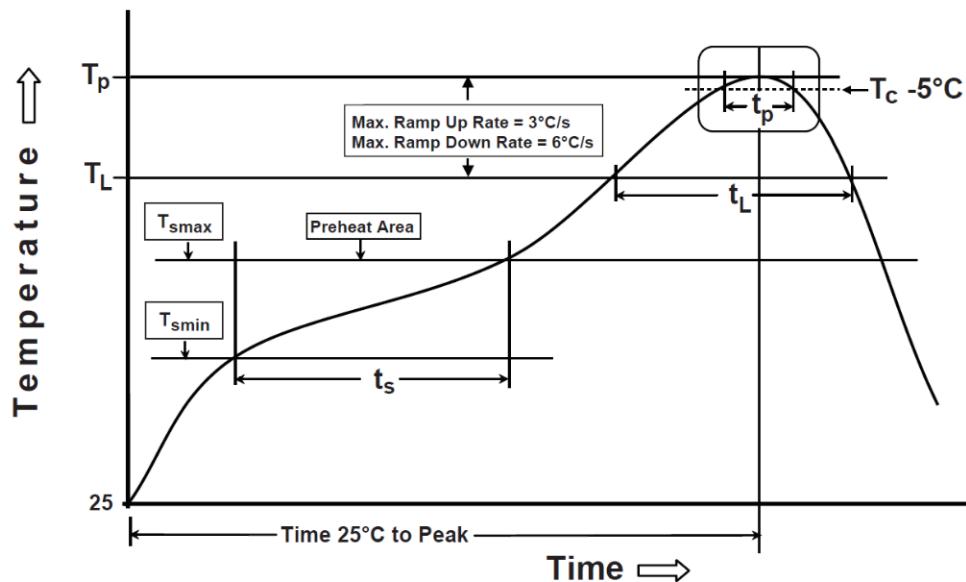 Temperature
Tp
Tc -5°C
tp
Max. Ramp Up Rate = 3°C/s
Max. Ramp Down Rate = 6°C/s
TL
tL
Tsmax
Preheat Area
Tsmin
ts
25
Time 25°C to Peak
Time